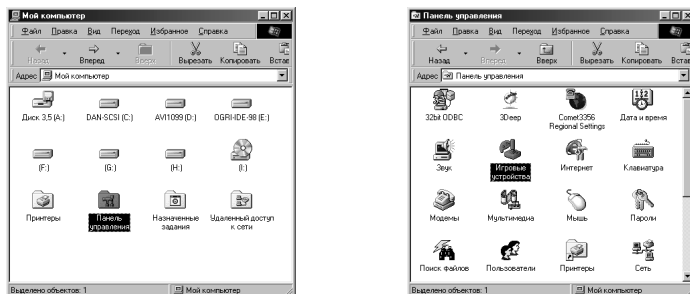 Мой компьютер
Файл Правка Вид Переход Избранное Справка
Назад Вперед Вверх Вырезать Копировать Встав
Адрес Мой компьютер
Диск 3,5 (A:) DAN-SCSI (C:) AVI1099 (D:) OGRI-IDE-98 (E:)
(F:) (G:) (H:) (I:)
Принтеры Панель управления Назначенные задания Удаленный доступ к сети
Выделено объектов: 1 Мой компьютер
Панель управления
Файл Правка Вид Переход Избранное Справка
Назад Вперед Вверх Вырезать Копировать Встав
Адрес Панель управления
32bit ODBC 3Deep Comet3356 Regional Settings Дата и время
Звук Игровые устройства Интернет Клавиатура
Модемы Мультимедиа Мышь Пароли
Поиск файлов Пользователи Принтеры Сеть
Выделено объектов: 1 Мой компьютер